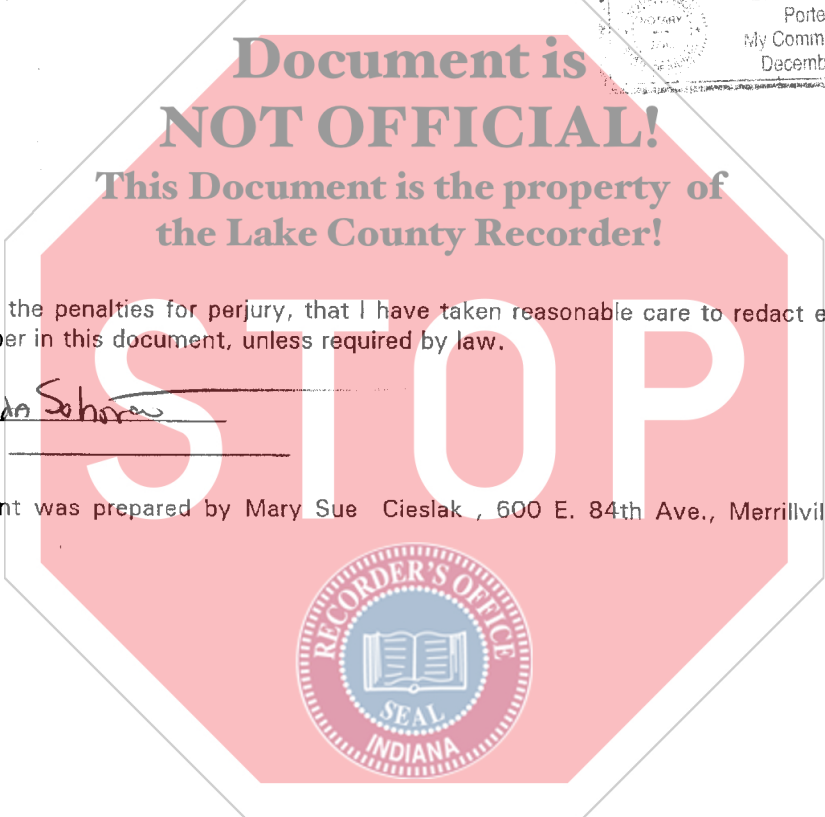 NOTARY
Porte
My Comm
Decemb
Document is
NOT OFFICIAL!
This Document is the property of
the Lake County Recorder!
the penalties for perjury, that I have taken reasonable care to redact e
er in this document, unless required by law.
nt was prepared by Mary Sue Cieslak , 600 E. 84th Ave., Merrillvil
STOP
RECORDER'S OFFICE
SEAL
INDIANA